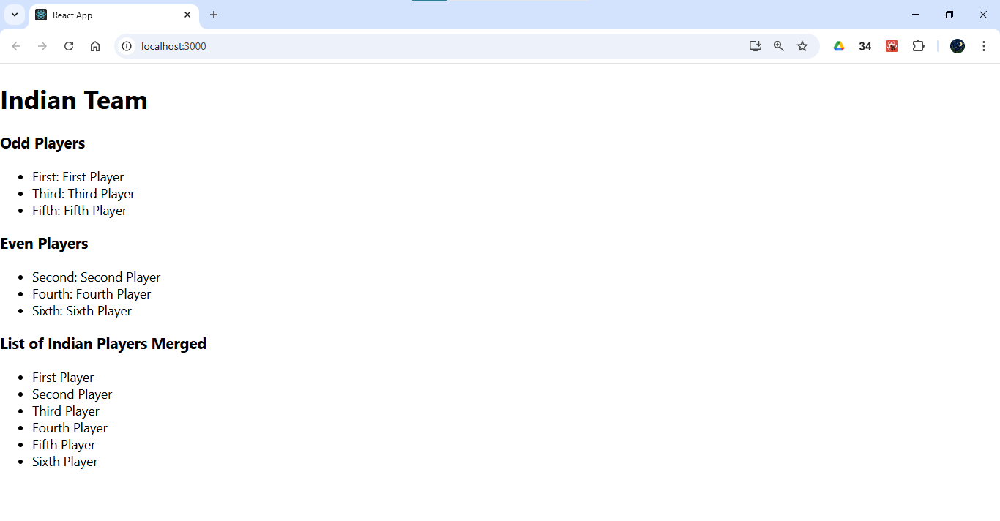 React App
localhost:3000
34
Indian Team
Odd Players
First: First Player
Third: Third Player
Fifth: Fifth Player
Even Players
Second: Second Player
Fourth: Fourth Player
Sixth: Sixth Player
List of Indian Players Merged
First Player
Second Player
Third Player
Fourth Player
Fifth Player
Sixth Player